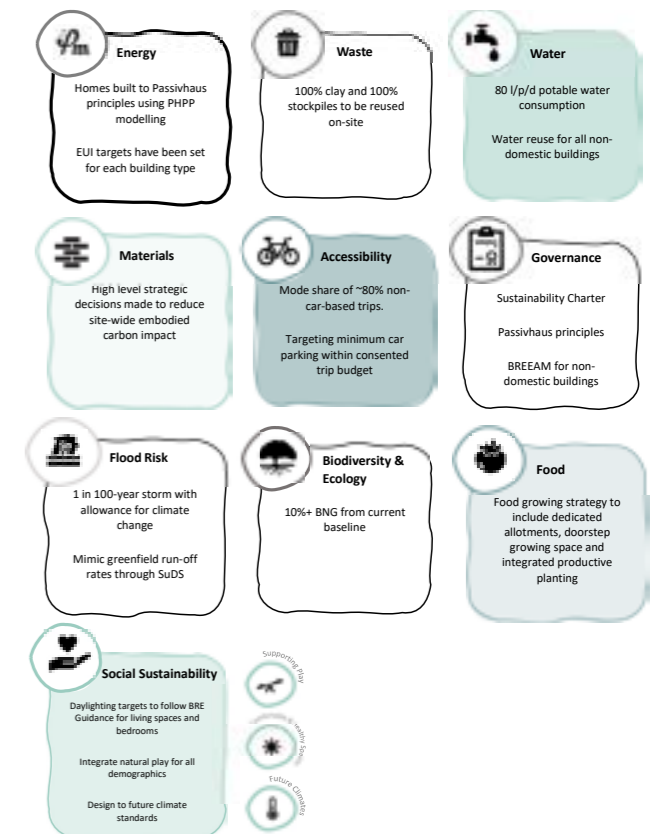 Energy
Homes built to Passivhaus
principles using PHPP
modelling
EUI targets have been set
for each building type
Waste
100% clay and 100%
stockpiles to be reused
on-site
Water
80 l/p/d potable water
consumption
Water reuse for all non-
domestic buildings
Materials
High level strategic
decisions made to reduce
site-wide embodied
carbon impact
Accessibility
Mode share of ~80% non-
car-based trips.
Targeting minimum car
parking within consented
trip budget
Governance
Sustainability Charter
Passivhaus principles
BREEAM for non-
domestic buildings
Flood Risk
1 in 100-year storm with
allowance for climate
change
Mimic greenfield run-off
rates through SuDS
Biodiversity &
Ecology
10%+ BNG from current
baseline
Food
Food growing strategy to
include dedicated
allotments, doorstep
growing space and
integrated productive
planting
Social Sustainability
Daylighting targets to follow BRE
Guidance for living spaces and
bedrooms
Integrate natural play for all
demographics
Design to future climate
standards
Supporting Play
Future Climates